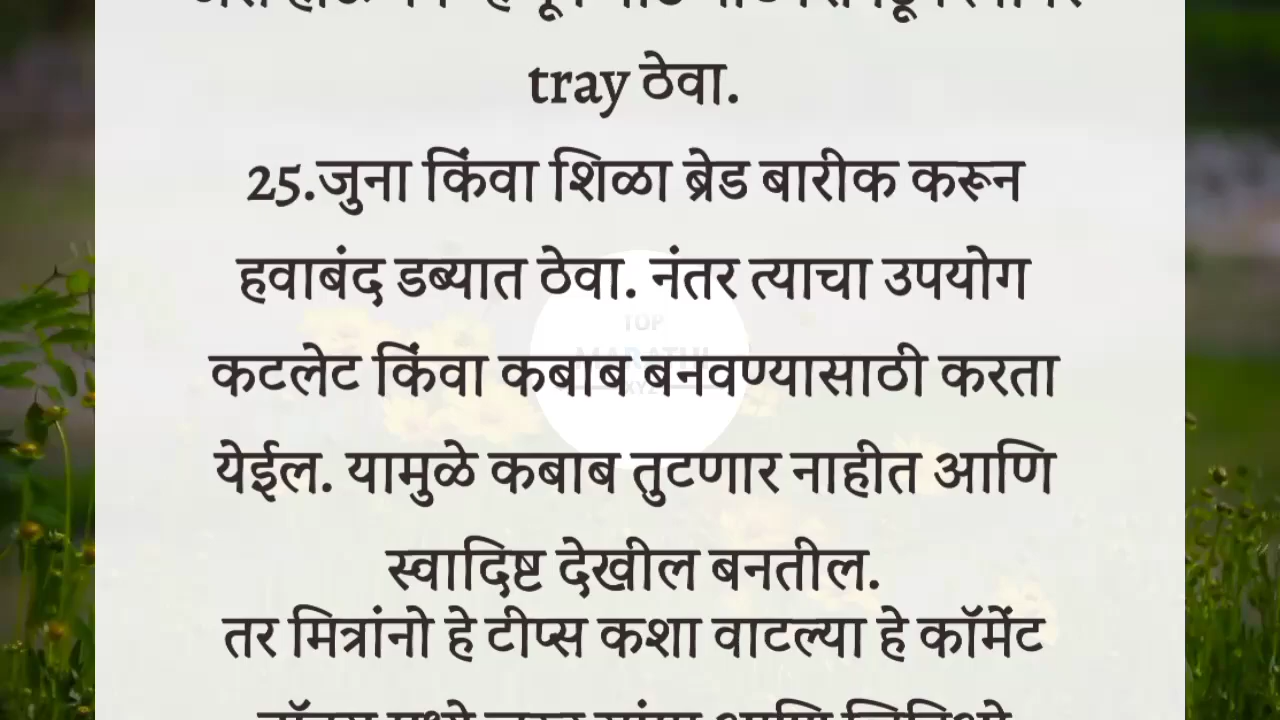 tray ठेवा.
25.जुना किंवा शिळा ब्रेड बारीक करून
हवाबंद डब्यात ठेवा. नंतर त्याचा उपयोग
TOP
कटलेट किंवा कबाब बनवण्यासाठी करता
येईल. यामुळे कबाब तुटणार नाहीत आणि
स्वादिष्ट देखील बनतील.
तर मित्रांनो हे टीप्स कशा वाटल्या हे कॉमेंट